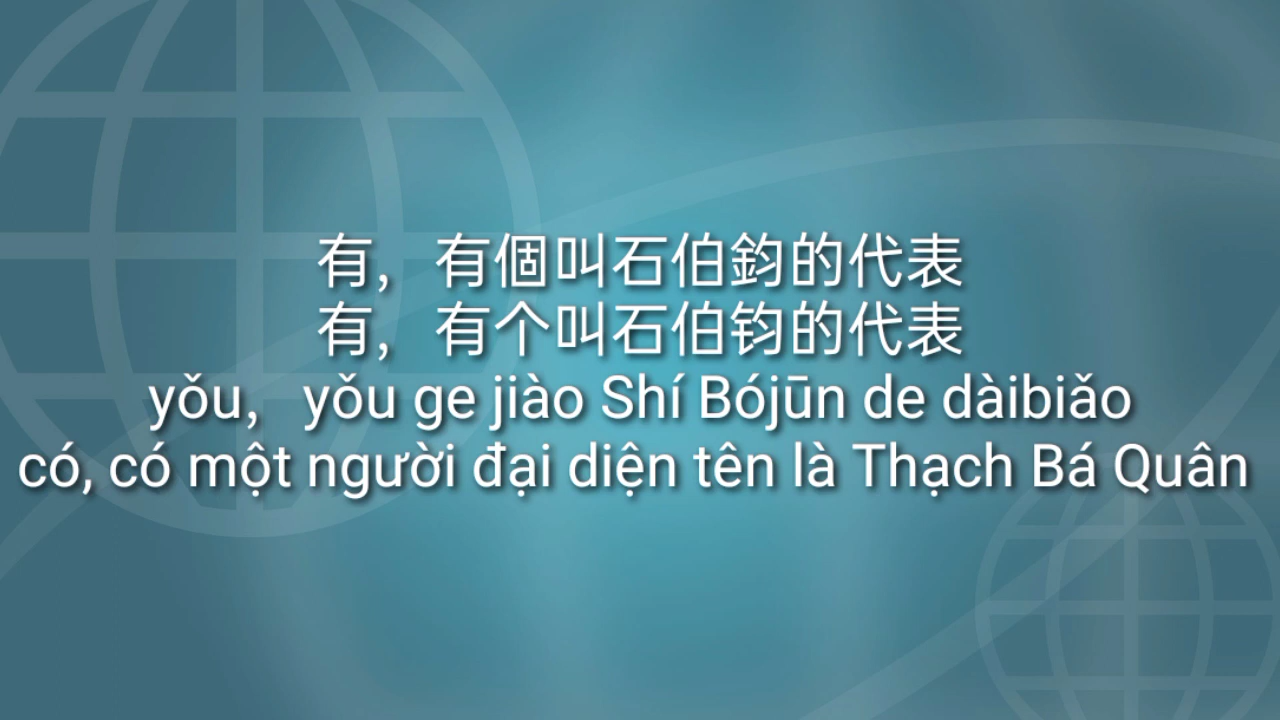 有，有個叫石伯鈞的代表
有，有个叫石伯钧的代表
yǒu，yǒu ge jiào Shí Bójūn de dàibiǎo
có, có một người đại diện tên là Thạch Bá Quân